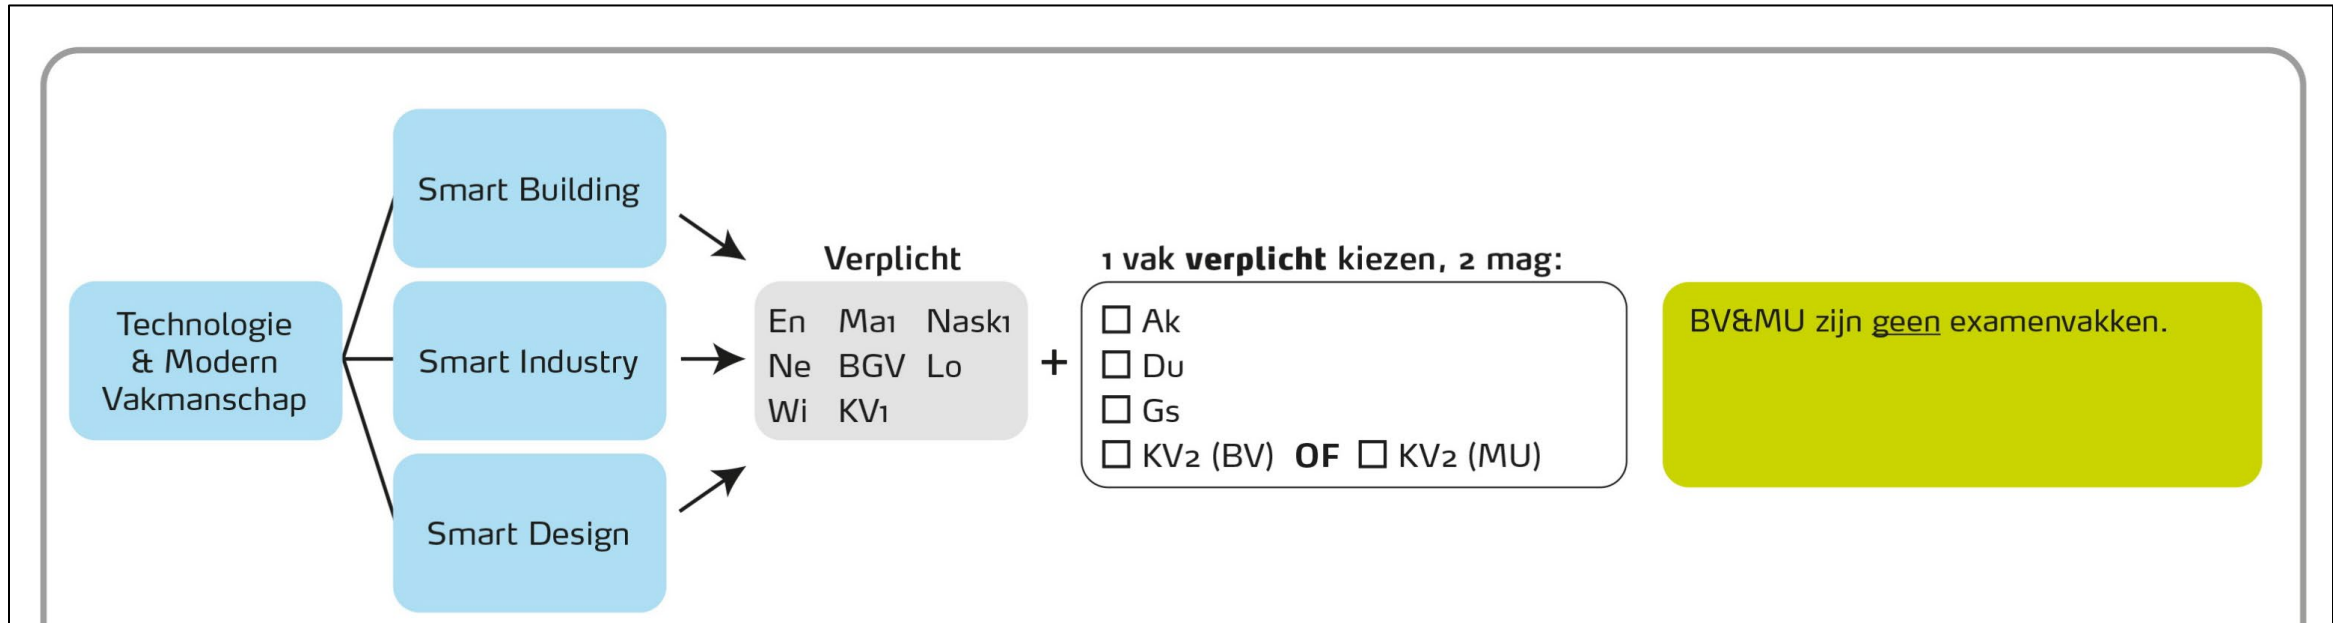 Technologie
& Modern
Vakmanschap
Smart Building
Smart Industry
Smart Design
Verplicht
En Ma1 Nask1
Ne BGV Lo
Wi KV1
+
1 vak verplicht kiezen, 2 mag:
Ak
Du
Gs
KV2 (BV) OF KV2 (MU)
BV&MU zijn geen examenvakken.